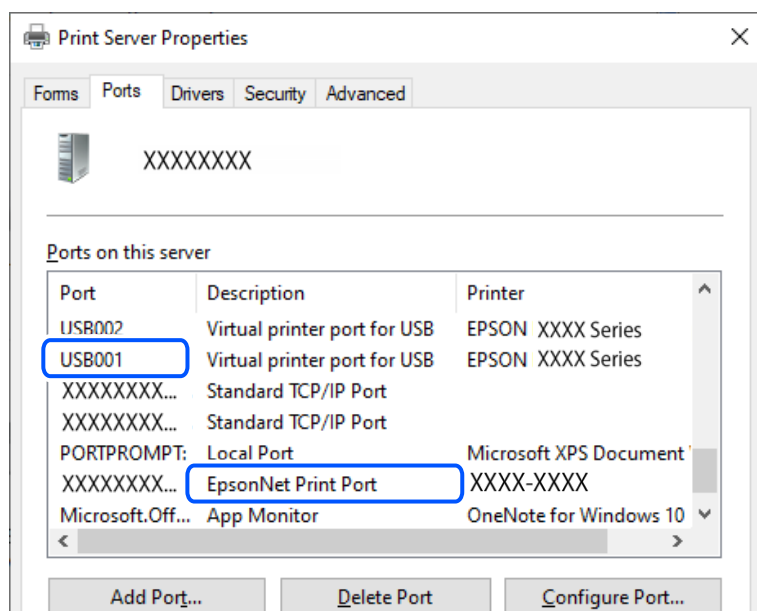 Print Server Properties
Forms Ports Drivers Security Advanced
XXXXXXXX
Ports on this server
Port Description Printer
USB002 Virtual printer port for USB EPSON XXXX Series
USB001 Virtual printer port for USB EPSON XXXX Series
XXXXXXXX... Standard TCP/IP Port
XXXXXXXX... Standard TCP/IP Port
PORTPROMPT: Local Port Microsoft XPS Document
XXXXXXXX... EpsonNet Print Port XXXX-XXXX
Microsoft.Off... App Monitor OneNote for Windows 10
Add Port... Delete Port Configure Port...